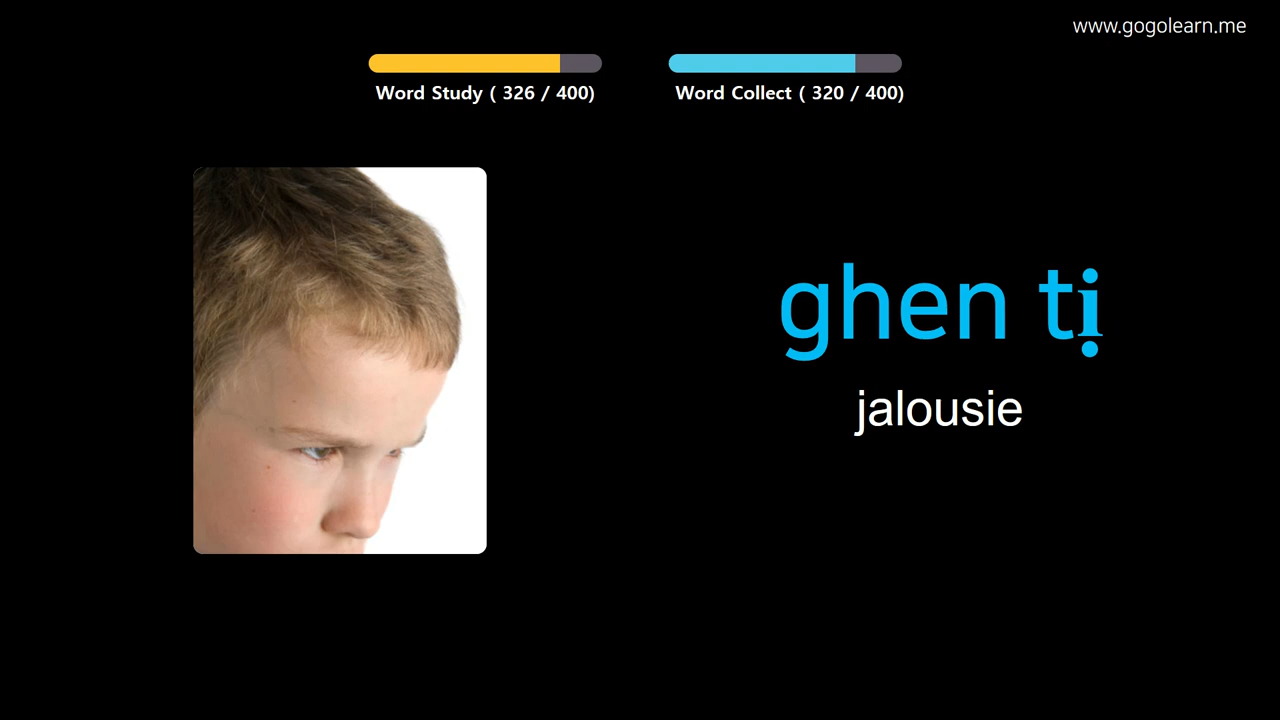 www.gogolearn.me
Word Study ( 326 / 400)
Word Collect ( 320 / 400)
ghen tị
jalousie